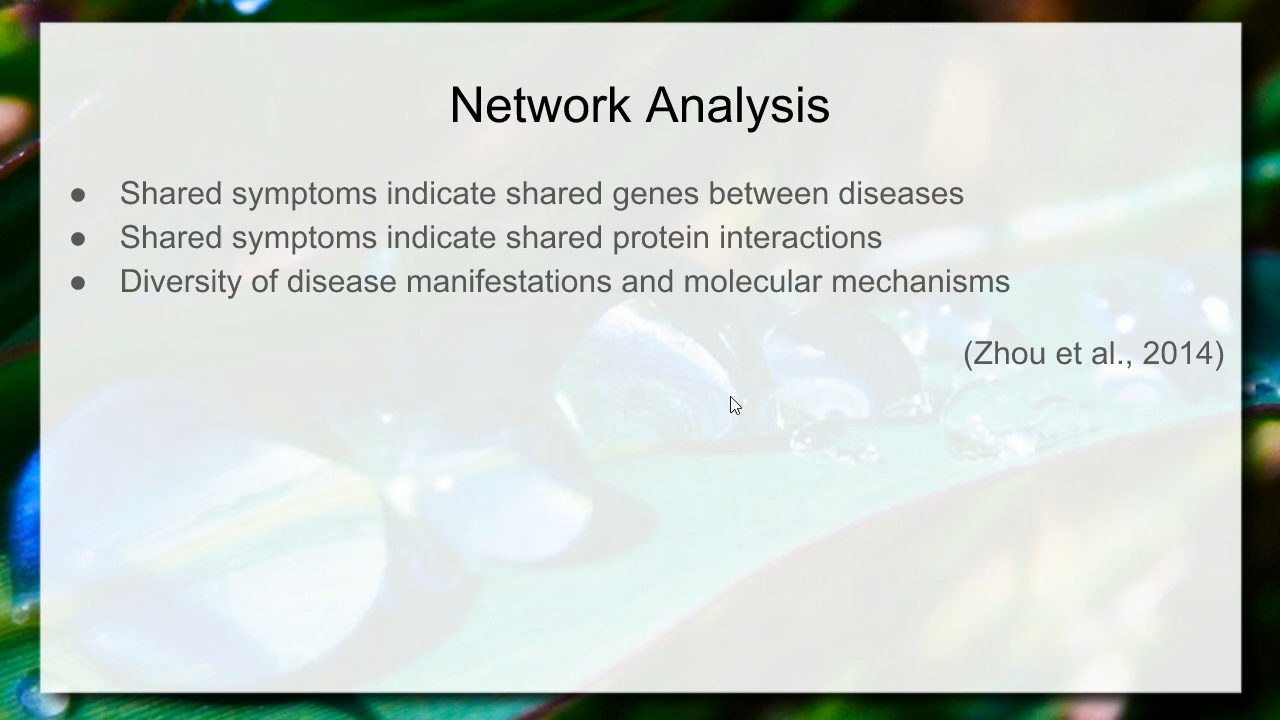 Network Analysis
● Shared symptoms indicate shared genes between diseases
● Shared symptoms indicate shared protein interactions
● Diversity of disease manifestations and molecular mechanisms
(Zhou et al., 2014)